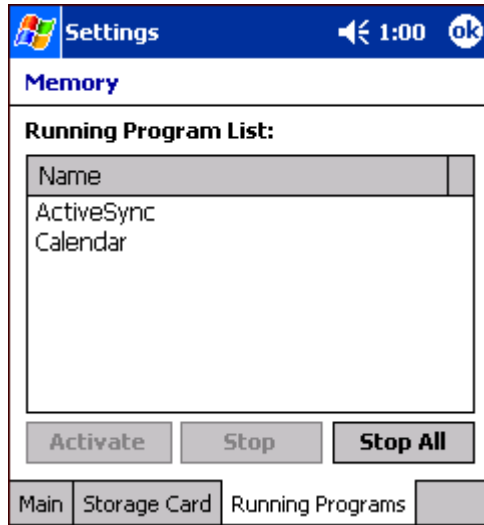 Settings 1:00 ok
Memory
Running Program List:
Name
ActiveSync
Calendar
Activate Stop Stop All
Main Storage Card Running Programs